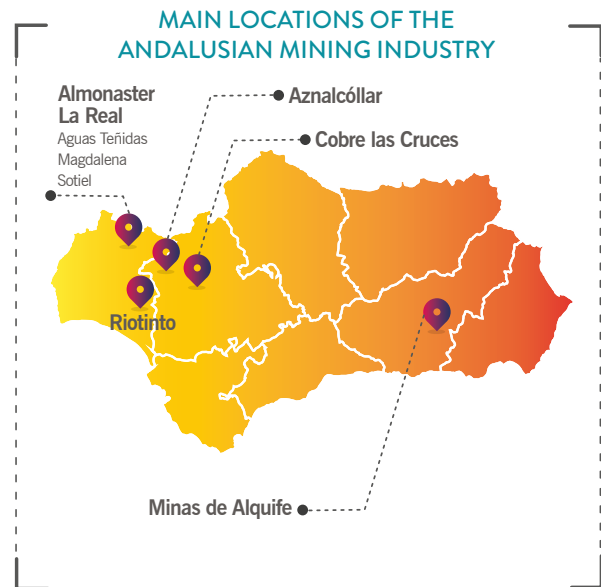 MAIN LOCATIONS OF THE
ANDALUSIAN MINING INDUSTRY
Almonaster
La Real
Aguas Teñidas
Magdalena
Sotiel
Aznalcóllar
Cobre las Cruces
Riotinto
Minas de Alquife